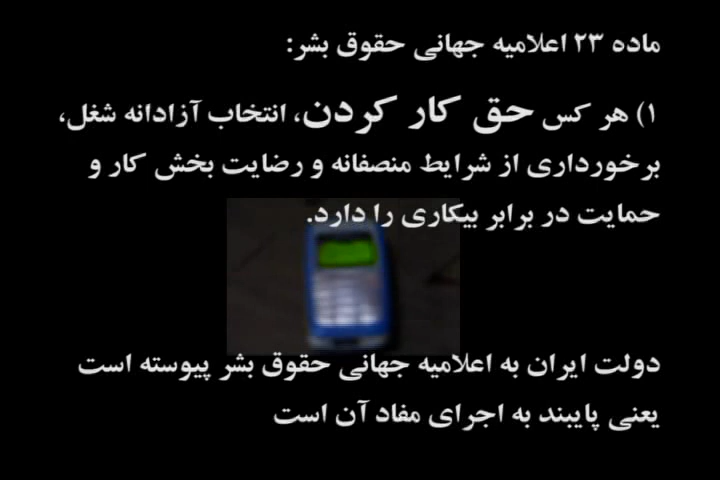 ماده ۲۳ اعلامیه جهانی حقوق بشر:
۱) هر کس حق کار کردن، انتخاب آزادانه شغل،
برخورداری از شرایط منصفانه و رضایت بخش کار و
حمایت در برابر بیکاری را دارد.
دولت ایران به اعلامیه جهانی حقوق بشر پیوسته است
یعنی پایبند به اجرای مفاد آن است